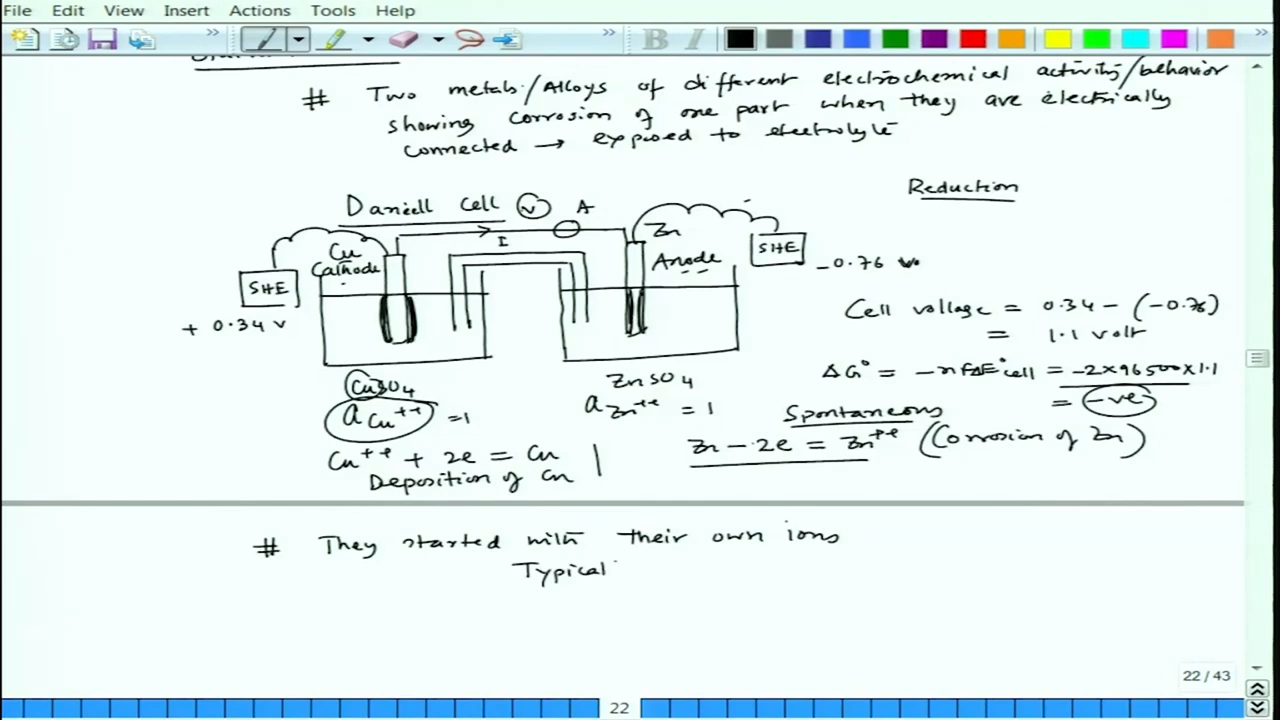 File Edit View Insert Actions Tools Help
# Two metals/Alloys of different electrochemical activity/behavior
showing corrosion of one part when they are electrically
connected → exposed to electrolyte
Reduction
Daniell Cell V A
I
Cu
Cathode
SHE
+ 0.34 V
Zn
Anode
SHE
-0.76 v
Cell voltage = 0.34 - (-0.76)
= 1.1 volt
ΔG° = -nFΔE°cell = -2×96500×1.1
= -ve
CuSO4
aCu++ = 1
Cu++ + 2e = Cu
Deposition of Cu
ZnSO4
aZn++ = 1
Spontaneous
Zn - 2e = Zn++ (Corrosion of Zn)
# They started with their own ions
Typical
22 / 43
22